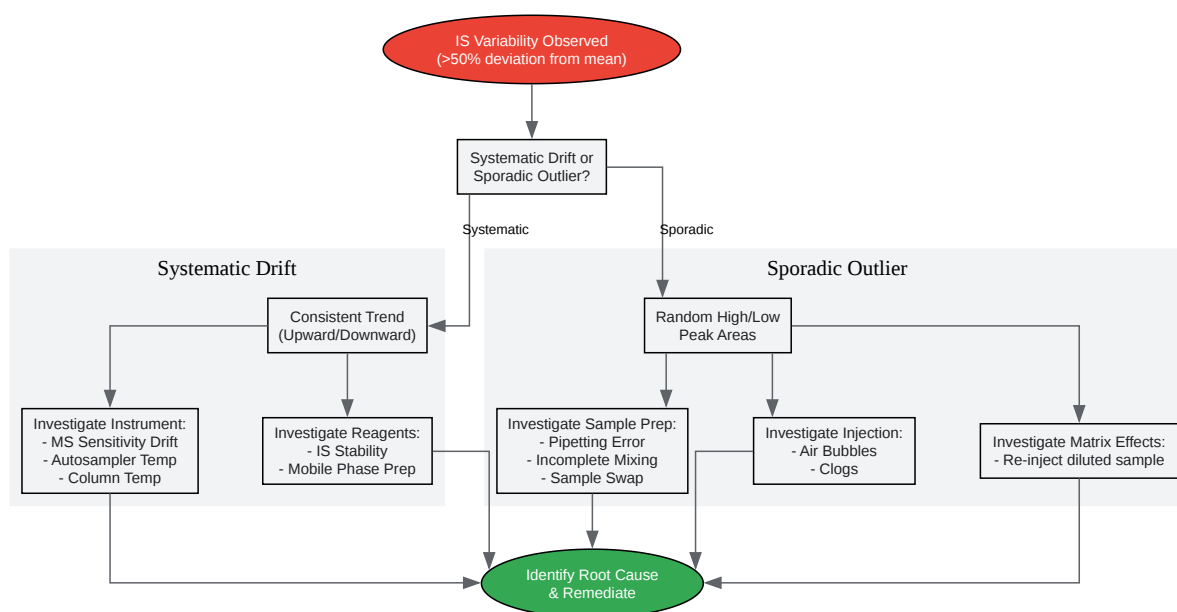 IS Variability Observed
(>50% deviation from mean)
Systematic Drift or
Sporadic Outlier?
Systematic
Sporadic
Systematic Drift
Consistent Trend
(Upward/Downward)
Investigate Instrument:
- MS Sensitivity Drift
- Autosampler Temp
- Column Temp
Investigate Reagents:
- IS Stability
- Mobile Phase Prep
Sporadic Outlier
Random High/Low
Peak Areas
Investigate Sample Prep:
- Pipetting Error
- Incomplete Mixing
- Sample Swap
Investigate Injection:
- Air Bubbles
- Clogs
Investigate Matrix Effects:
- Re-inject diluted sample
Identify Root Cause
& Remediate